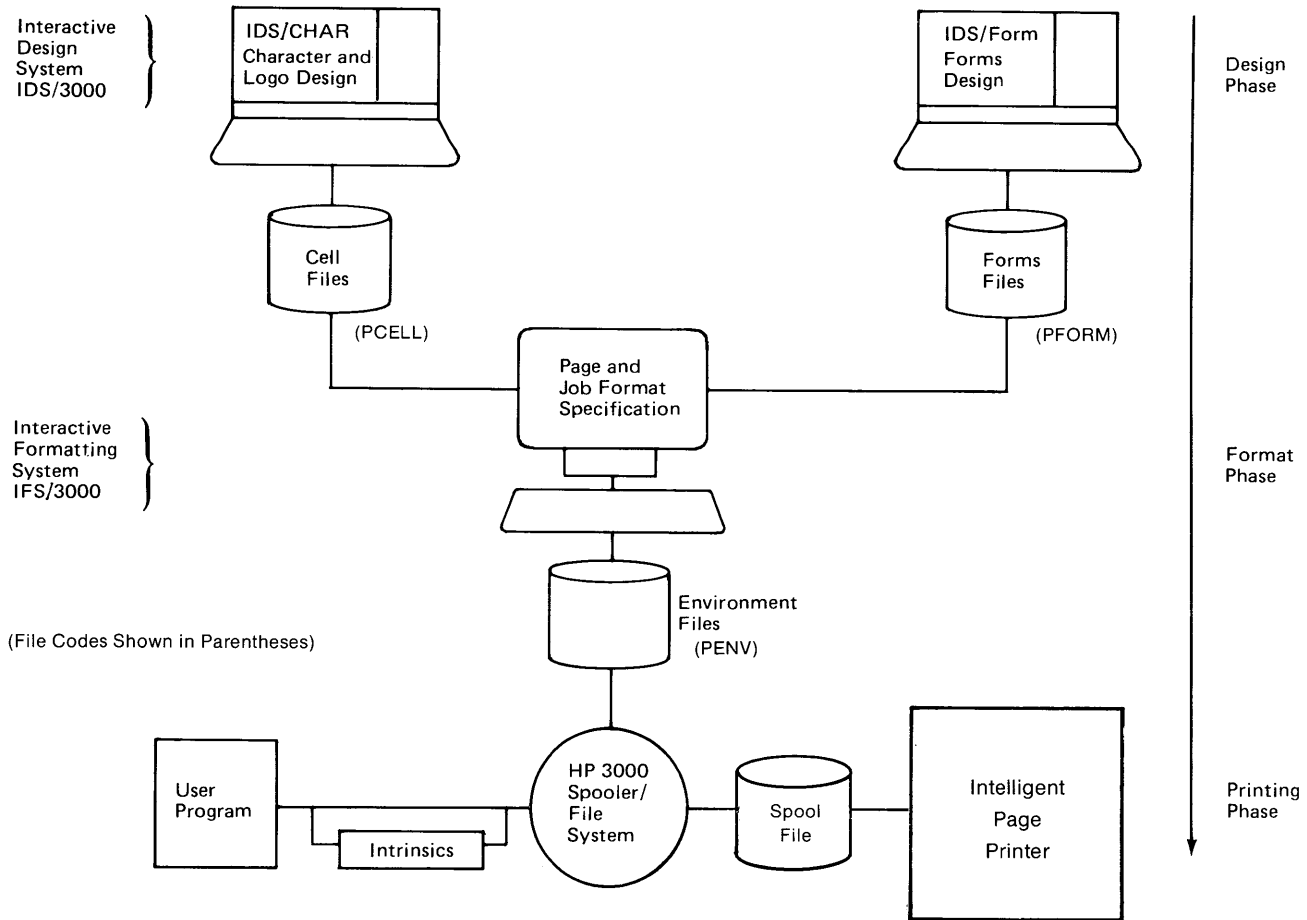 Interactive
Design
System
IDS/3000
IDS/CHAR
Character and
Logo Design
IDS/Form
Forms
Design
Design
Phase
Cell
Files
(PCELL)
Forms
Files
(PFORM)
Page and
Job Format
Specification
Interactive
Formatting
System
IFS/3000
Format
Phase
Environment
Files
(PENV)
(File Codes Shown in Parentheses)
User
Program
Intrinsics
HP 3000
Spooler/
File
System
Spool
File
Intelligent
Page
Printer
Printing
Phase